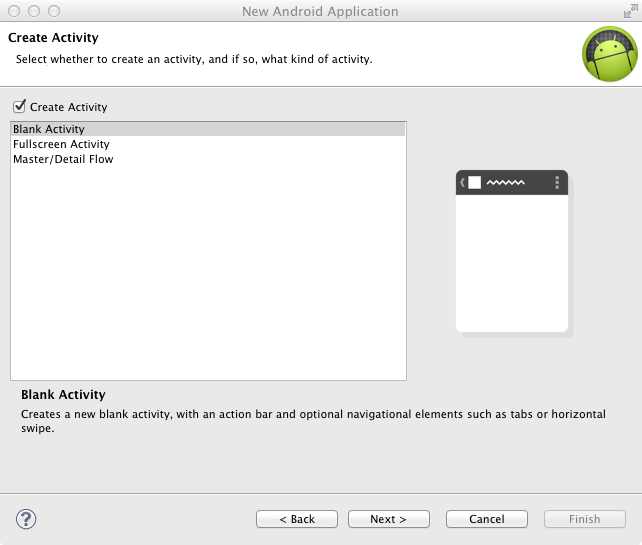 New Android Application
Create Activity
Select whether to create an activity, and if so, what kind of activity.
Create Activity
Blank Activity
Fullscreen Activity
Master/Detail Flow
Blank Activity
Creates a new blank activity, with an action bar and optional navigational elements such as tabs or horizontal
swipe.
?
< Back
Next >
Cancel
Finish